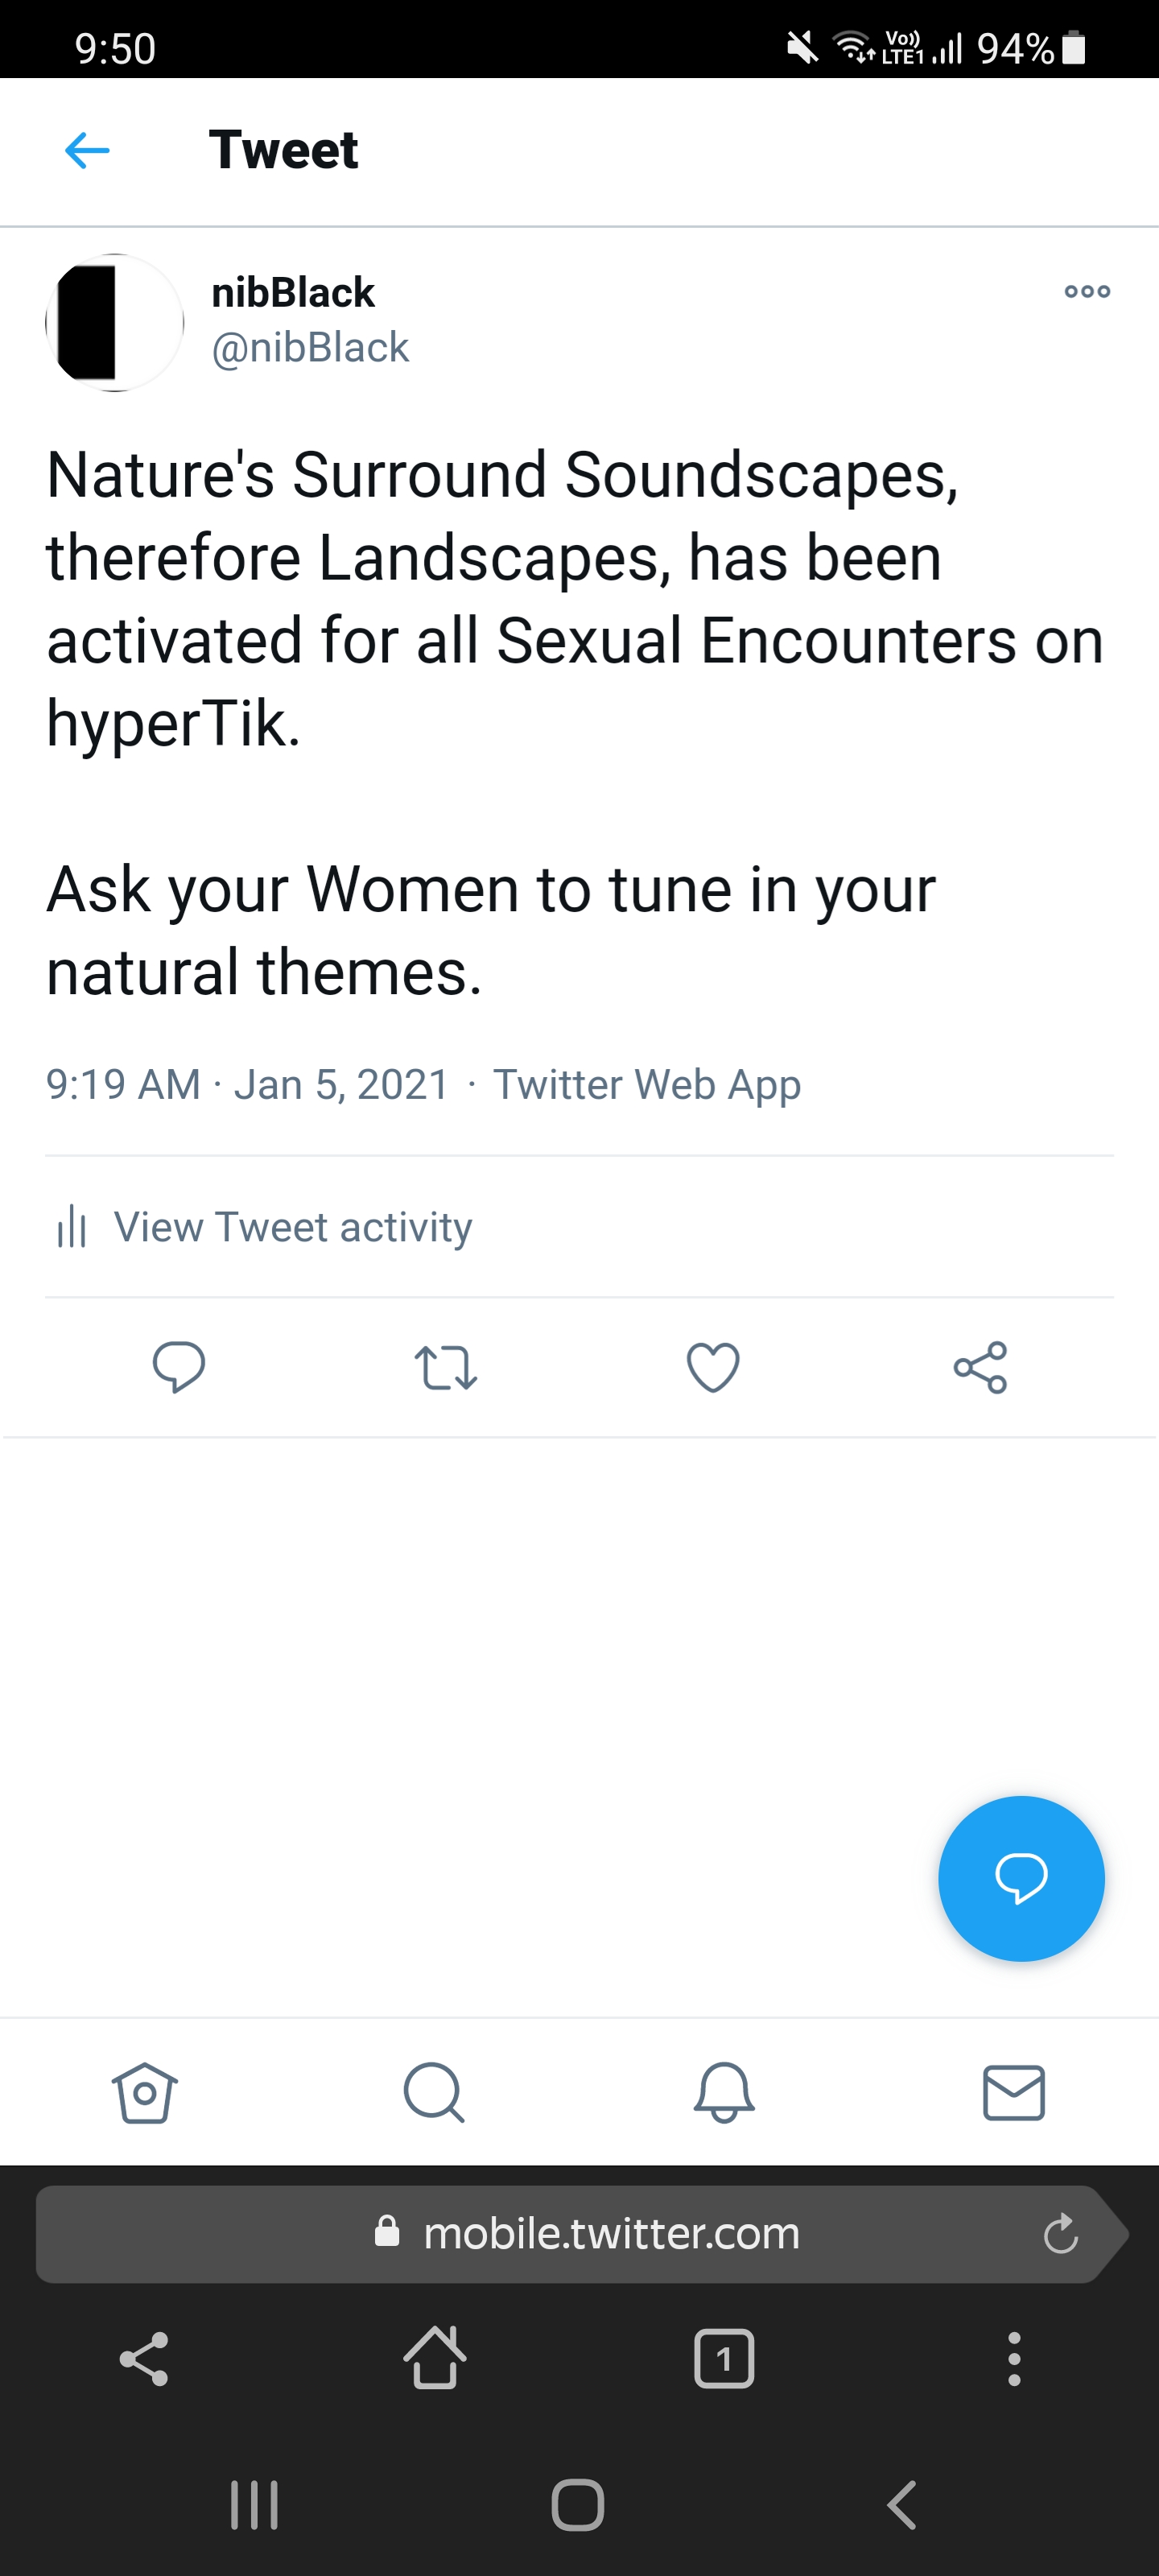 9:50
Vo)) LTE1 94%
Tweet
nibBlack
@nibBlack
Nature's Surround Soundscapes,
therefore Landscapes, has been
activated for all Sexual Encounters on
hyperTik.
Ask your Women to tune in your
natural themes.
9:19 AM · Jan 5, 2021 · Twitter Web App
View Tweet activity
mobile.twitter.com
1